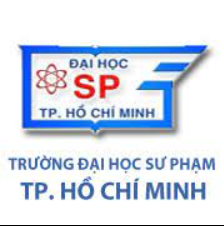 ĐẠI HỌC
SP
TP. HỒ CHÍ MINH
TRƯỜNG ĐẠI HỌC SƯ PHẠM
TP. HỒ CHÍ MINH